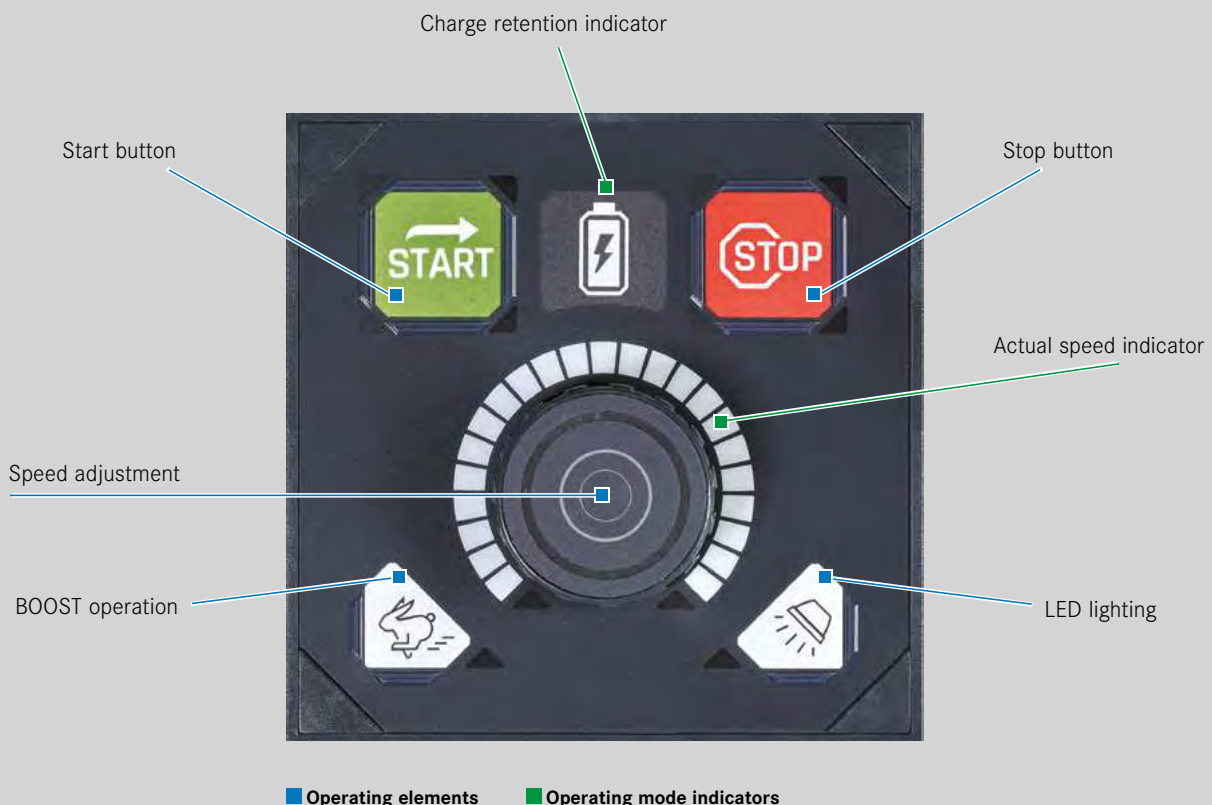 Charge retention indicator
Start button
Stop button
START
STOP
Actual speed indicator
Speed adjustment
BOOST operation
LED lighting
Operating elements
Operating mode indicators